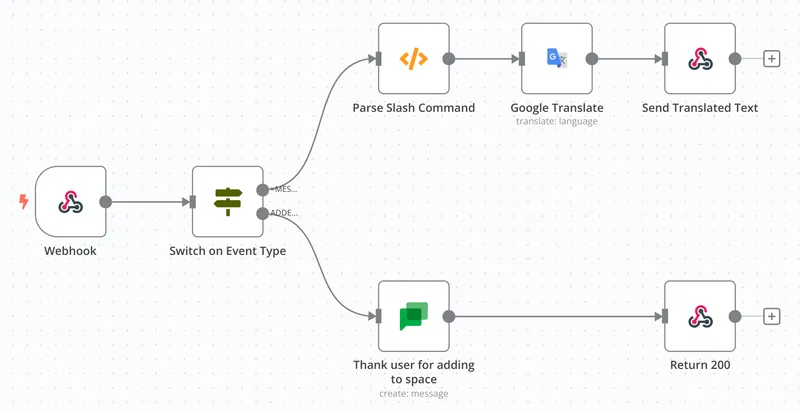 Parse Slash Command
Google Translate
translate: language
Send Translated Text
MES...
ADDE...
Webhook
Switch on Event Type
Thank user for adding
to space
create: message
Return 200